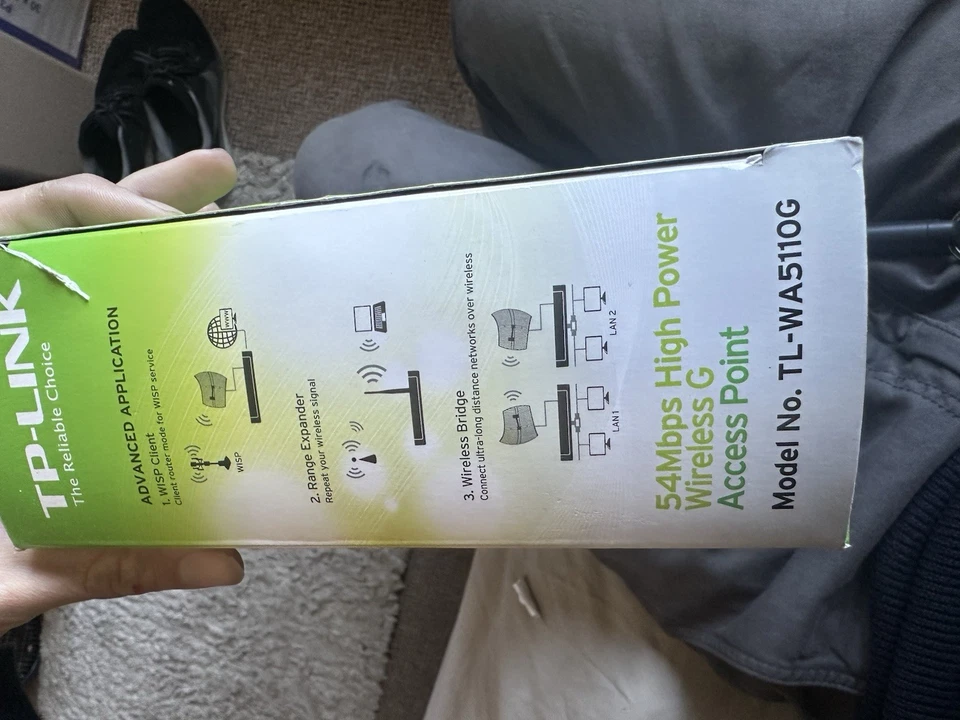 TP-LINK
The Reliable Choice
ADVANCED APPLICATION
1. WISP Client
Client router mode for WISP service
WISP
WWW
2. Range Expander
Repeat your wireless signal
3. Wireless Bridge
Connect ultra-long distance networks over wireless
LAN1
LAN 2
54Mbps High Power
Wireless G
Access Point
Model No. TL-WA5110G